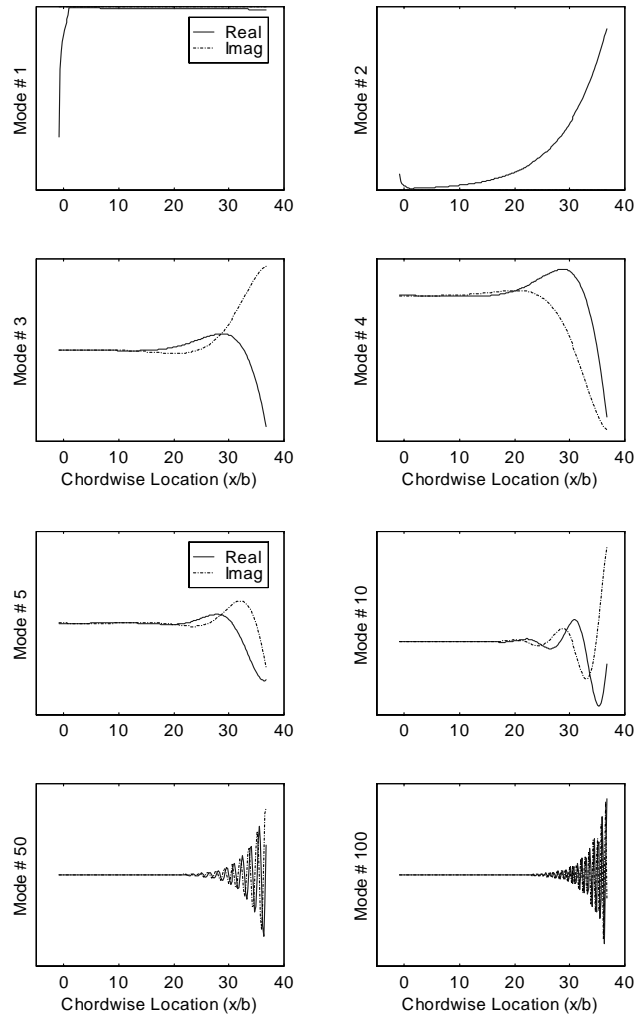 Mode # 1
Real
Imag
0 10 20 30 40
Mode # 2
0 10 20 30 40
Mode # 3
0 10 20 30 40
Chordwise Location (x/b)
Mode # 4
0 10 20 30 40
Chordwise Location (x/b)
Mode # 5
Real
Imag
0 10 20 30 40
Mode # 10
0 10 20 30 40
Mode # 50
0 10 20 30 40
Chordwise Location (x/b)
Mode # 100
0 10 20 30 40
Chordwise Location (x/b)